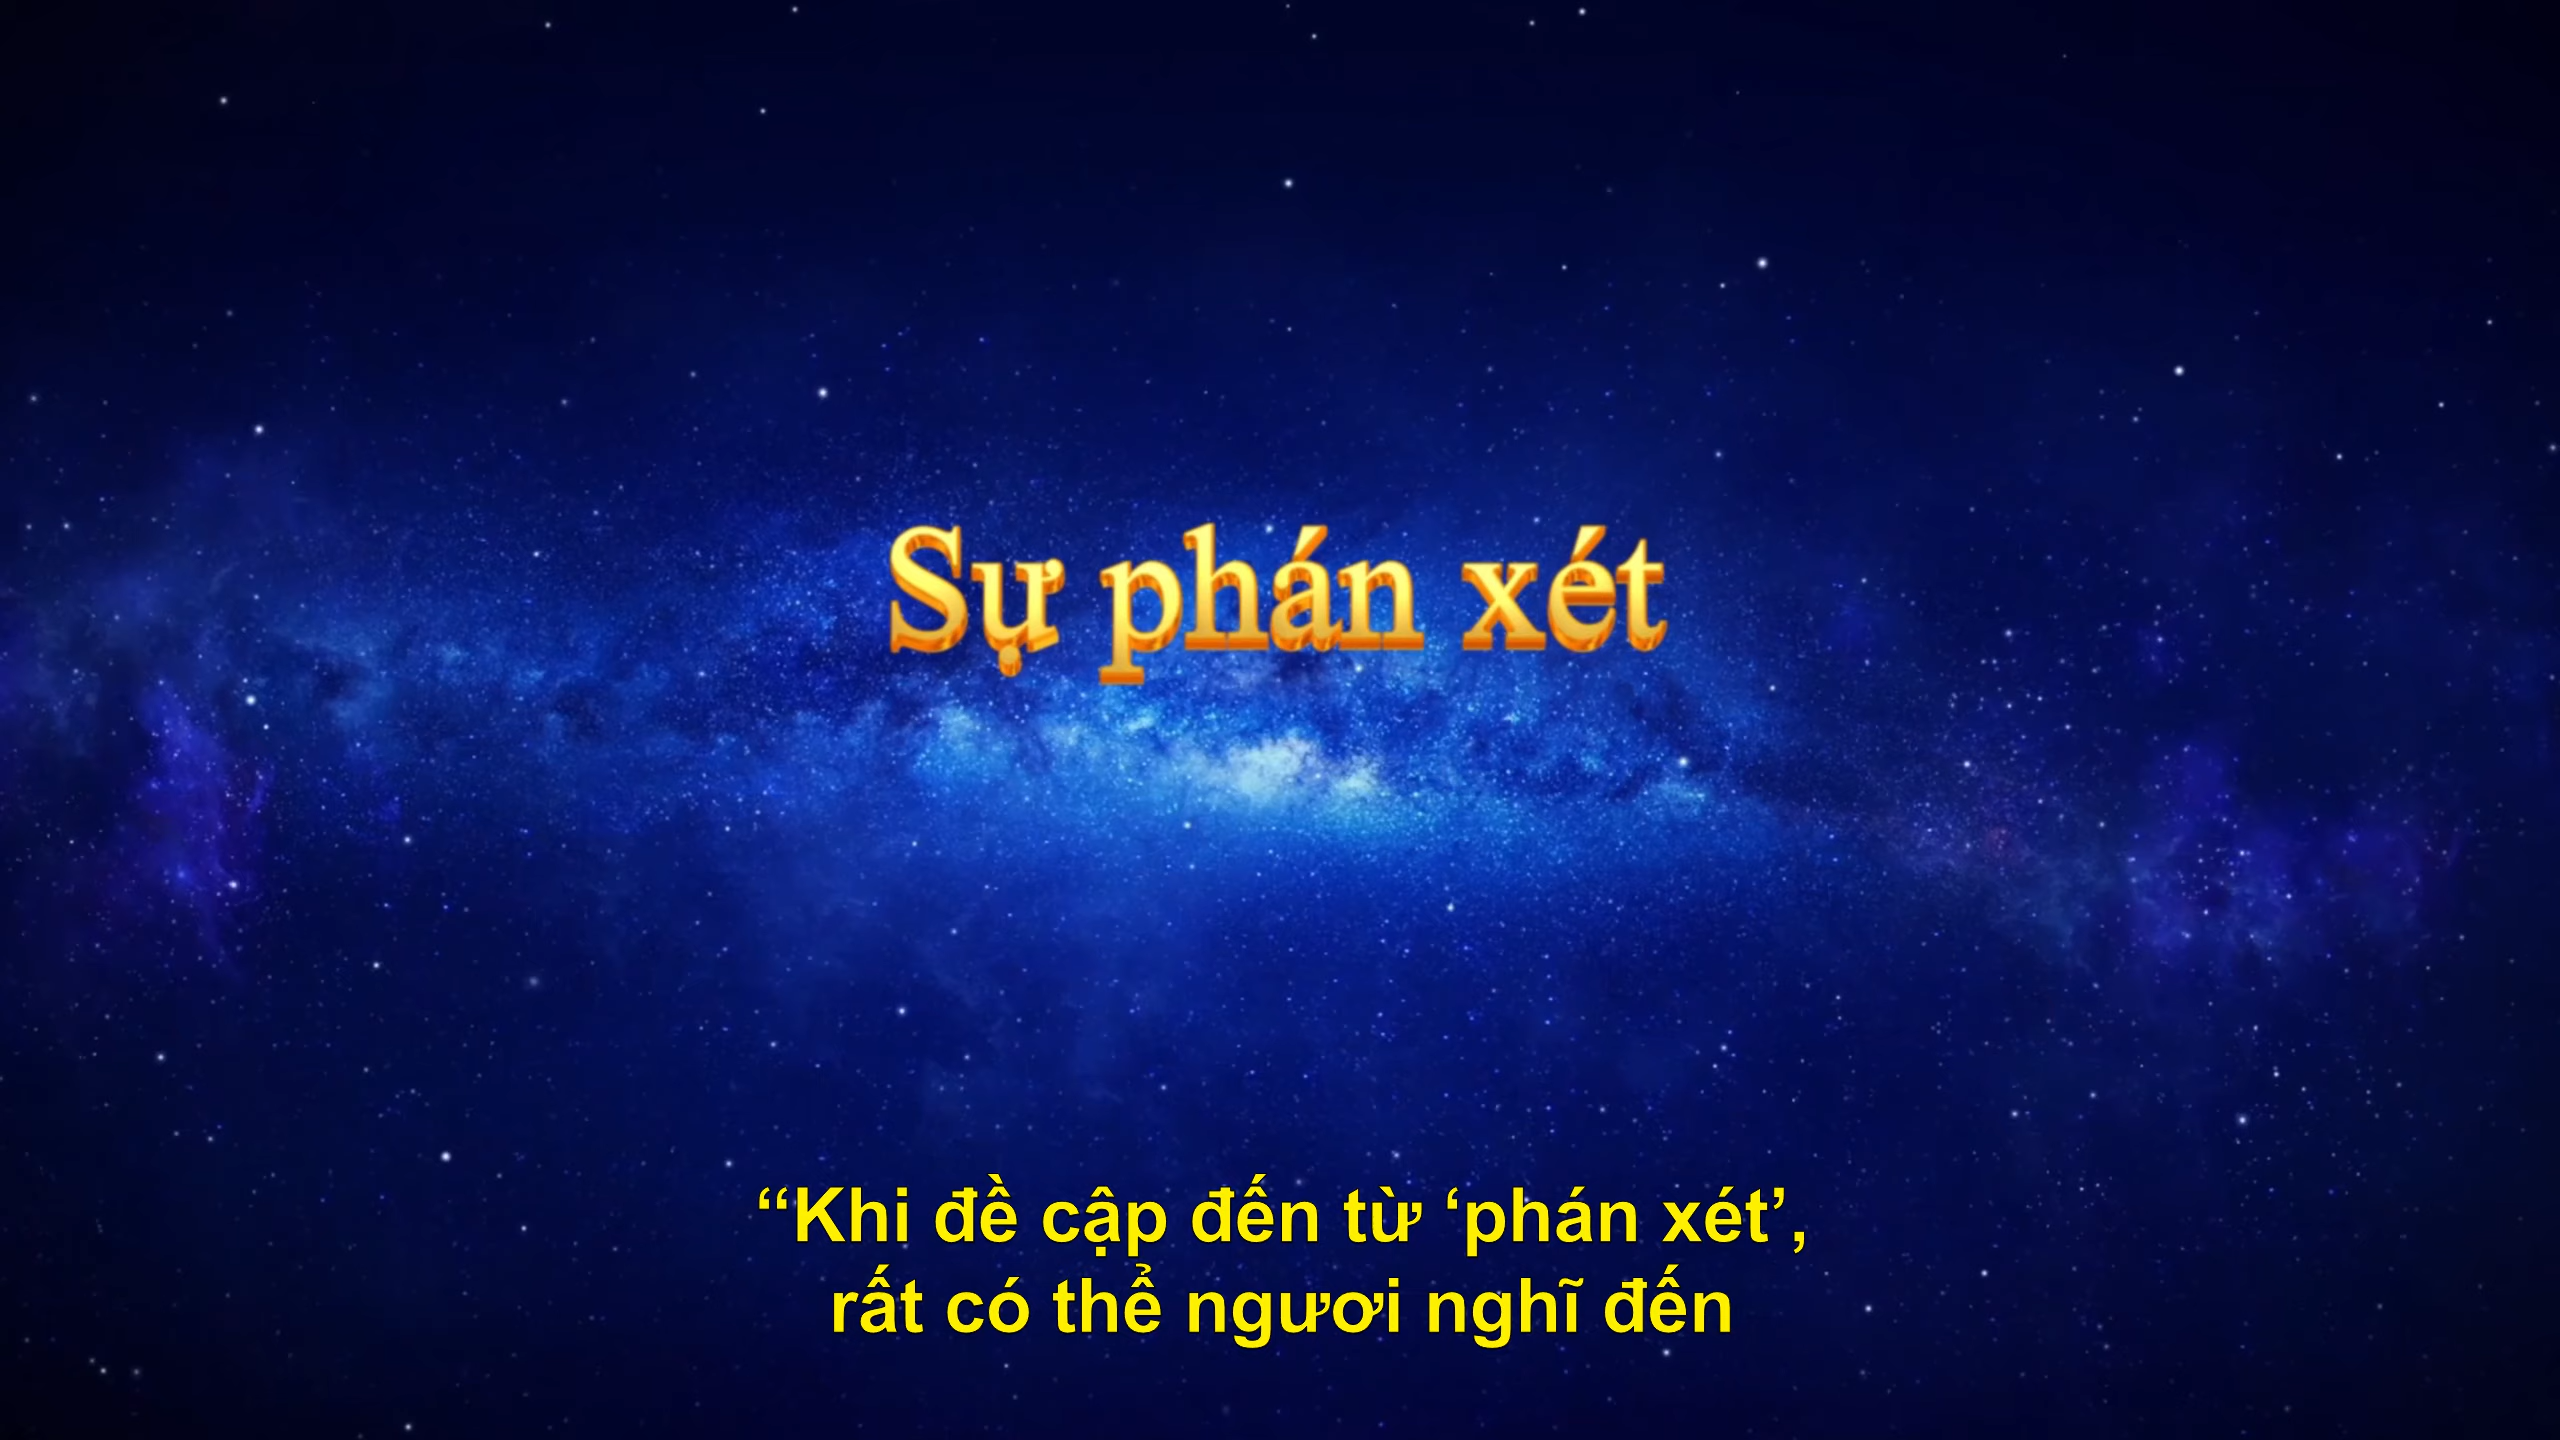 Sự phán xét
“Khi đề cập đến từ ‘phán xét’,
rất có thể ngươi nghĩ đến